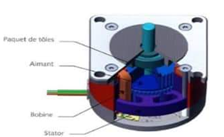 Paquet de tôles
Aimant
Bobine
Stator